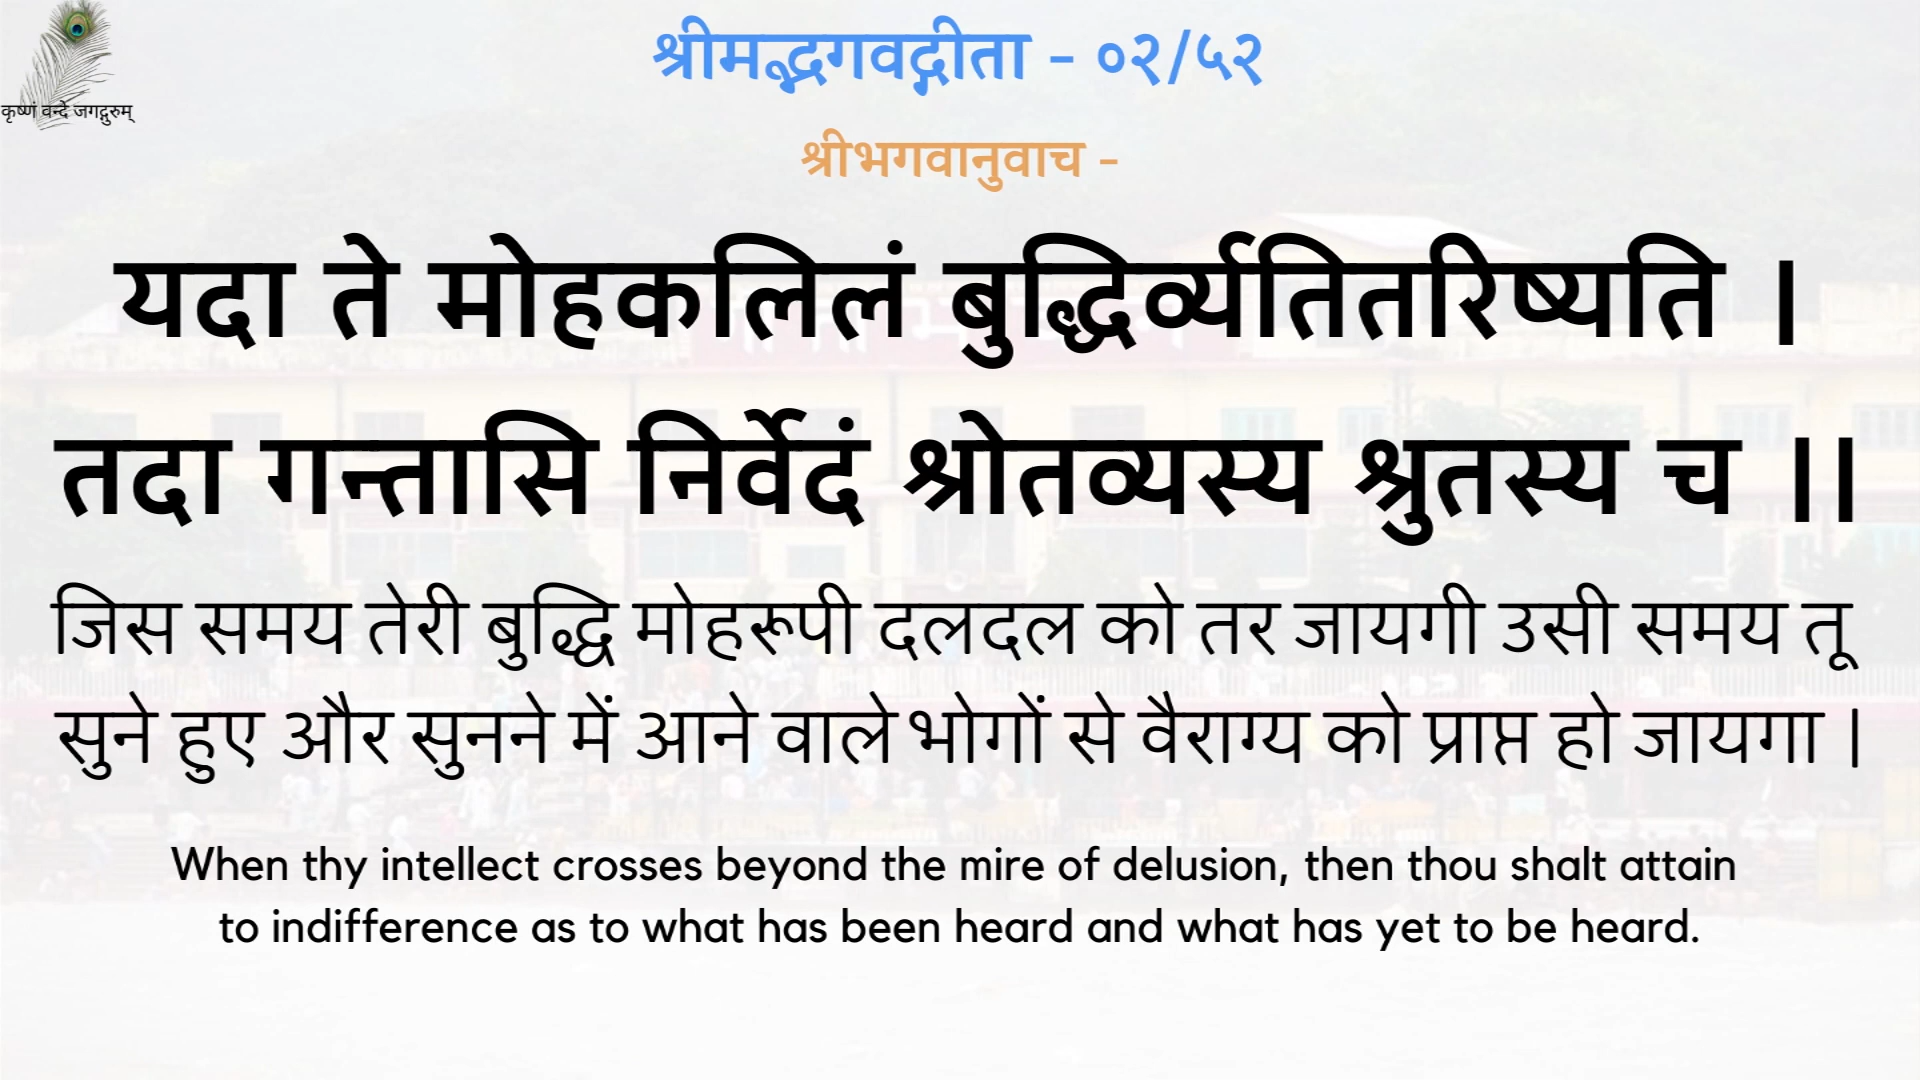 कृष्णं वन्दे जगद्गुरुम्
श्रीमद्भगवद्गीता - ०२/५२
श्रीभगवानुवाच -
यदा ते मोहकलिलं बुद्धिर्व्यतितरिष्यति ।
तदा गन्तासि निर्वेदं श्रोतव्यस्य श्रुतस्य च ।।
जिस समय तेरी बुद्धि मोहरूपी दलदल को तर जायगी उसी समय तू
सुने हुए और सुनने में आने वाले भोगों से वैराग्य को प्राप्त हो जायगा |
When thy intellect crosses beyond the mire of delusion, then thou shalt attain
to indifference as to what has been heard and what has yet to be heard.